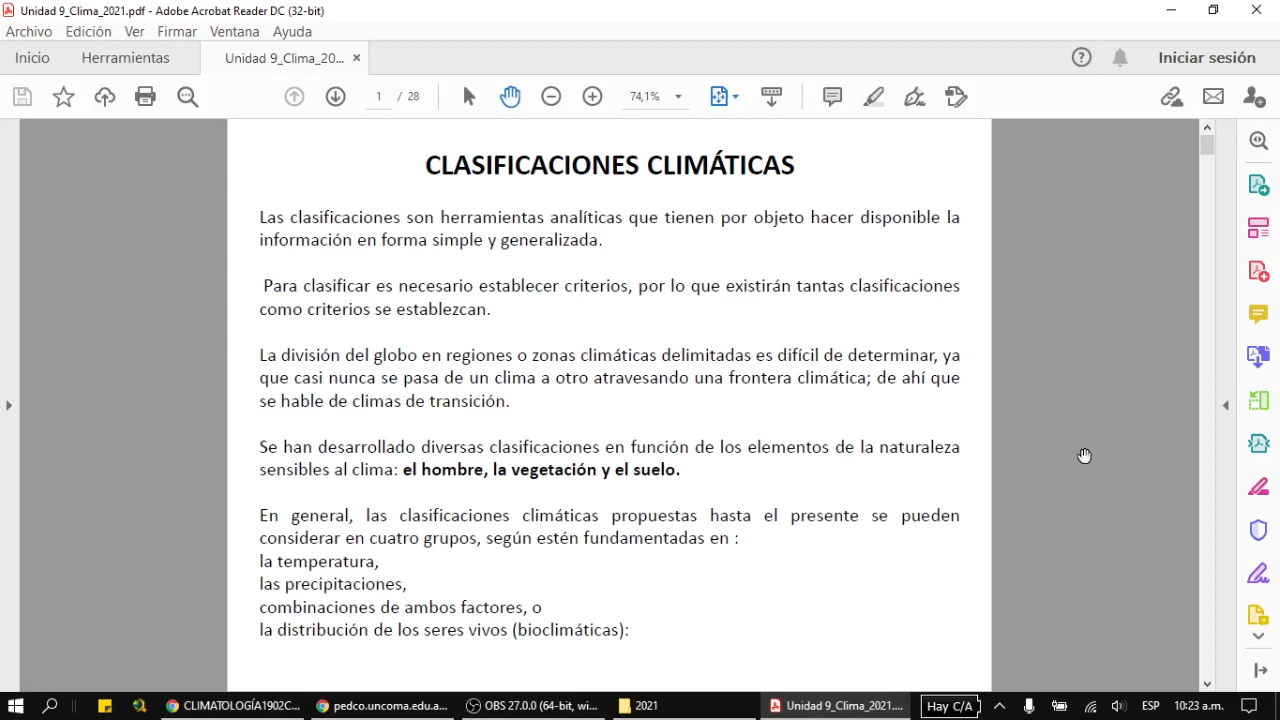 Unidad 9_Clima_2021.pdf - Adobe Acrobat Reader DC (32-bit)
Archivo Edición Ver Firmar Ventana Ayuda
Inicio Herramientas Unidad 9_Clima_20... × Iniciar sesión
1 / 28 74,1%
CLASIFICACIONES CLIMÁTICAS
Las clasificaciones son herramientas analíticas que tienen por objeto hacer disponible la
información en forma simple y generalizada.
Para clasificar es necesario establecer criterios, por lo que existirán tantas clasificaciones
como criterios se establezcan.
La división del globo en regiones o zonas climáticas delimitadas es difícil de determinar, ya
que casi nunca se pasa de un clima a otro atravesando una frontera climática; de ahí que
se hable de climas de transición.
Se han desarrollado diversas clasificaciones en función de los elementos de la naturaleza
sensibles al clima: el hombre, la vegetación y el suelo.
En general, las clasificaciones climáticas propuestas hasta el presente se pueden
considerar en cuatro grupos, según estén fundamentadas en :
la temperatura,
las precipitaciones,
combinaciones de ambos factores, o
la distribución de los seres vivos (bioclimáticas):
CLIMATOLOGÍA1902C... pedco.uncoma.edu.a... OBS 27.0.0 (64-bit, wi... 2021 Unidad 9_Clima_2021.... Hay C/A ESP 10:23 a.m.